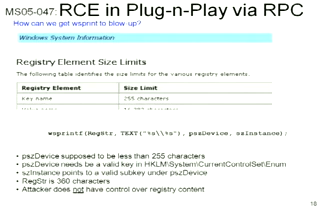 MS05-047: RCE in Plug-n-Play via RPC
How can we get wsprint to blow-up?
Windows System Information
Registry Element Size Limits
The following table identifies the size limits for the various registry elements.
Registry Element Size Limit
Key name 255 characters
wsprintf(RegStr, TEXT("%s\\%s"), pszDevice, szInstance);
• pszDevice supposed to be less than 255 characters
• pszDevice needs be a valid key in HKLM\System\CurrentControlSet\Enum
• szInstance points to a valid subkey under pszDevice
• RegStr is 360 characters
• Attacker does not have control over registry content
18